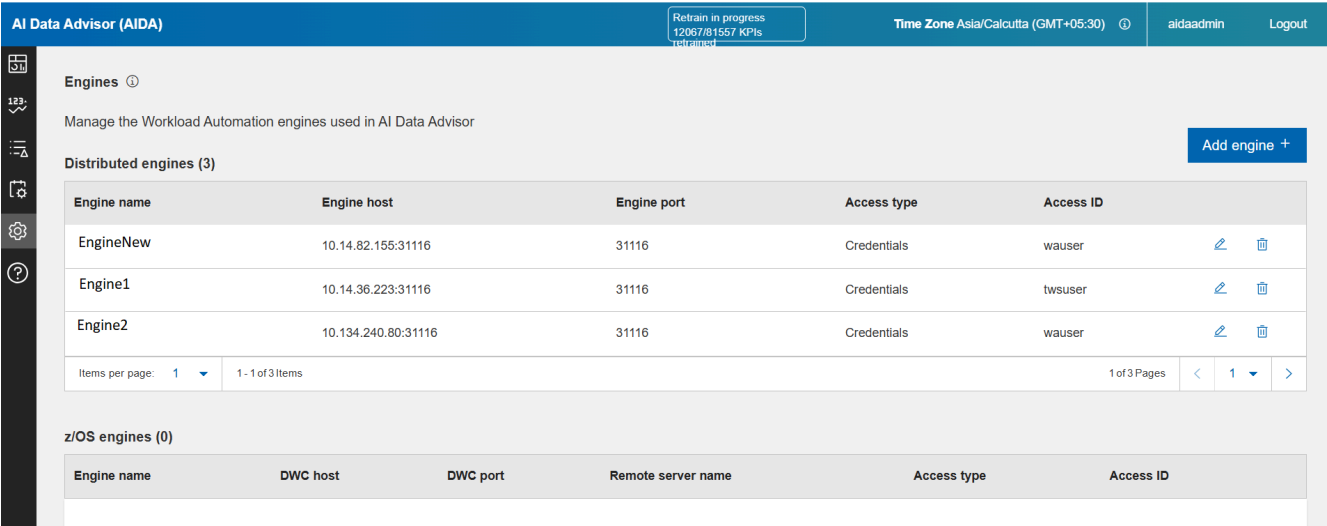 AI Data Advisor (AIDA)
Retrain in progress
12067/81557 KPIs
retrained
Time Zone Asia/Calcutta (GMT+05:30)
aidaadmin
Logout
Engines
Manage the Workload Automation engines used in AI Data Advisor
Add engine +
Distributed engines (3)
Engine name Engine host Engine port Access type Access ID
EngineNew 10.14.82.155:31116 31116 Credentials wauser
Engine1 10.14.36.223:31116 31116 Credentials twsuser
Engine2 10.134.240.80:31116 31116 Credentials wauser
Items per page: 1 1 - 1 of 3 Items 1 of 3 Pages 1
z/OS engines (0)
Engine name DWC host DWC port Remote server name Access type Access ID